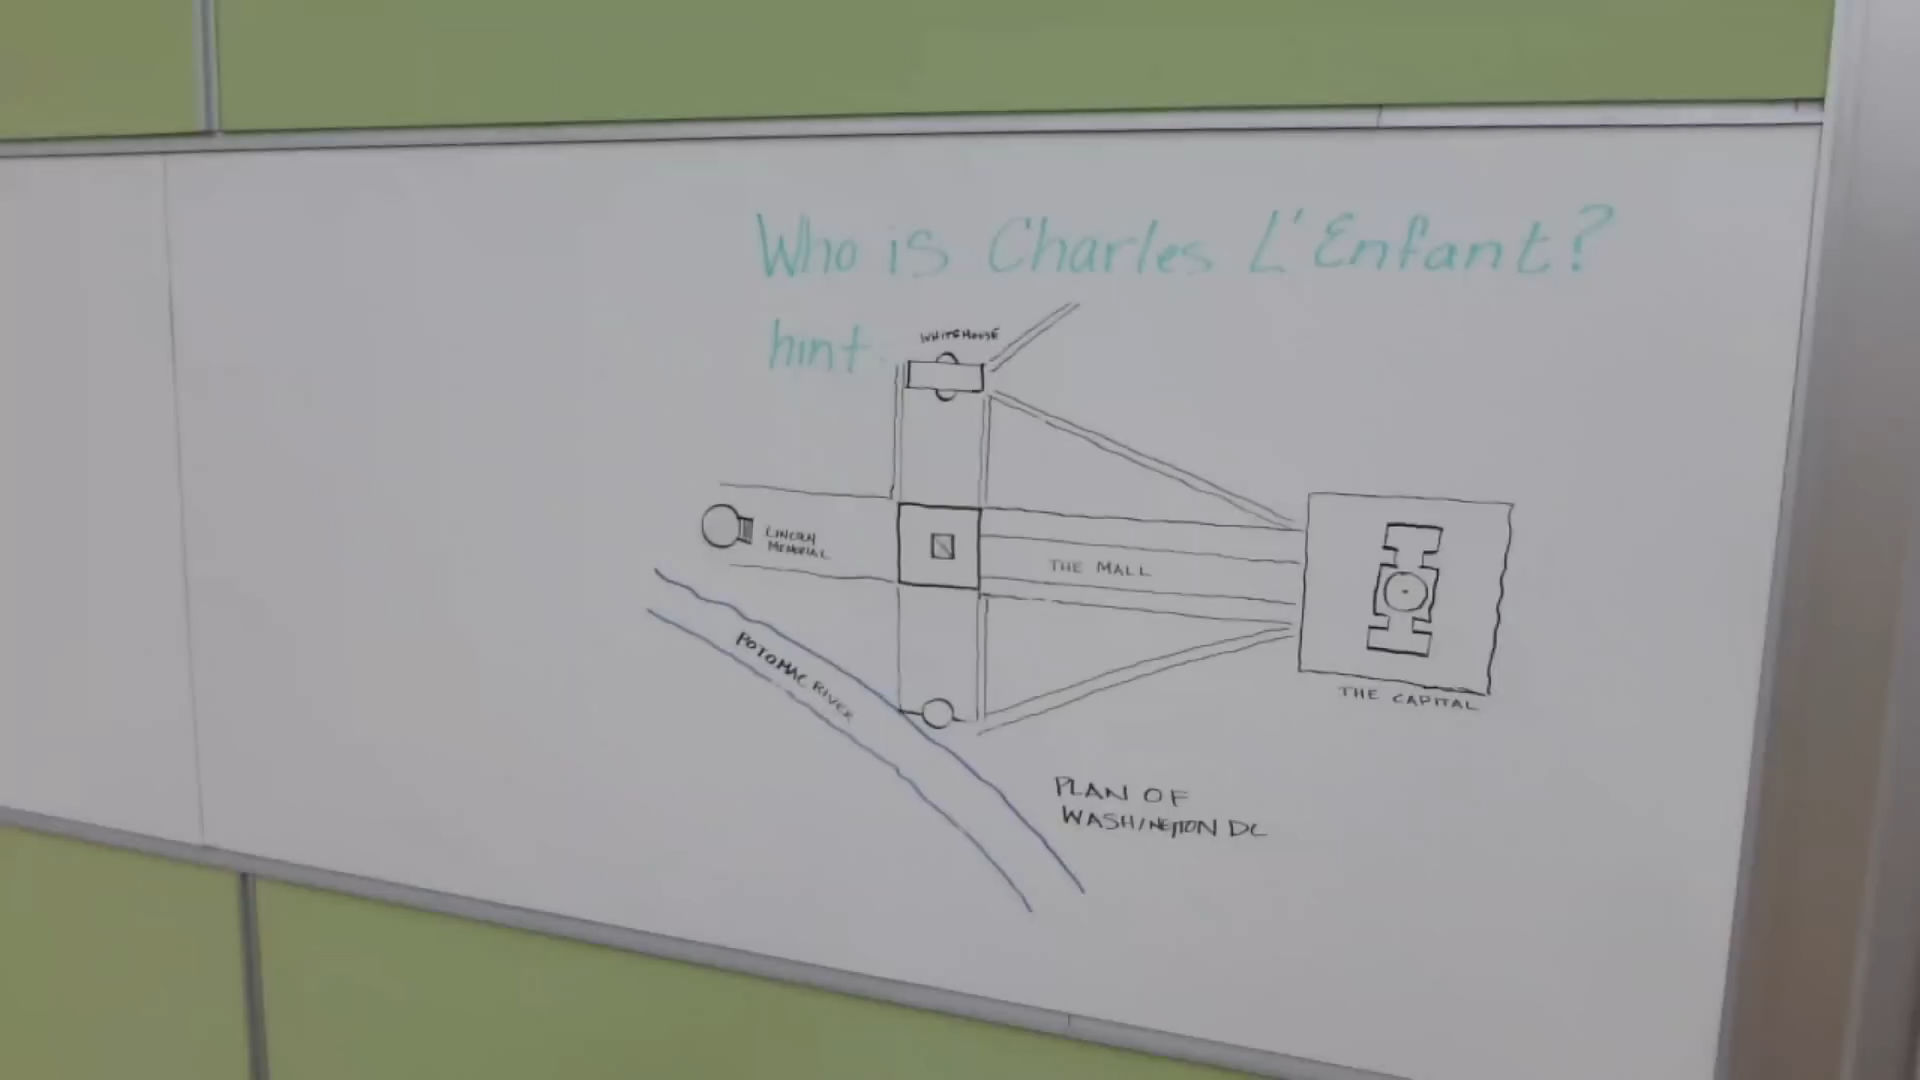 Who is Charles L'Enfant?
hint:
WHITEHOUSE
LINCOLN
MEMORIAL
THE MALL
POTOMAC RIVER
THE CAPITAL
PLAN OF
WASHINGTON DC